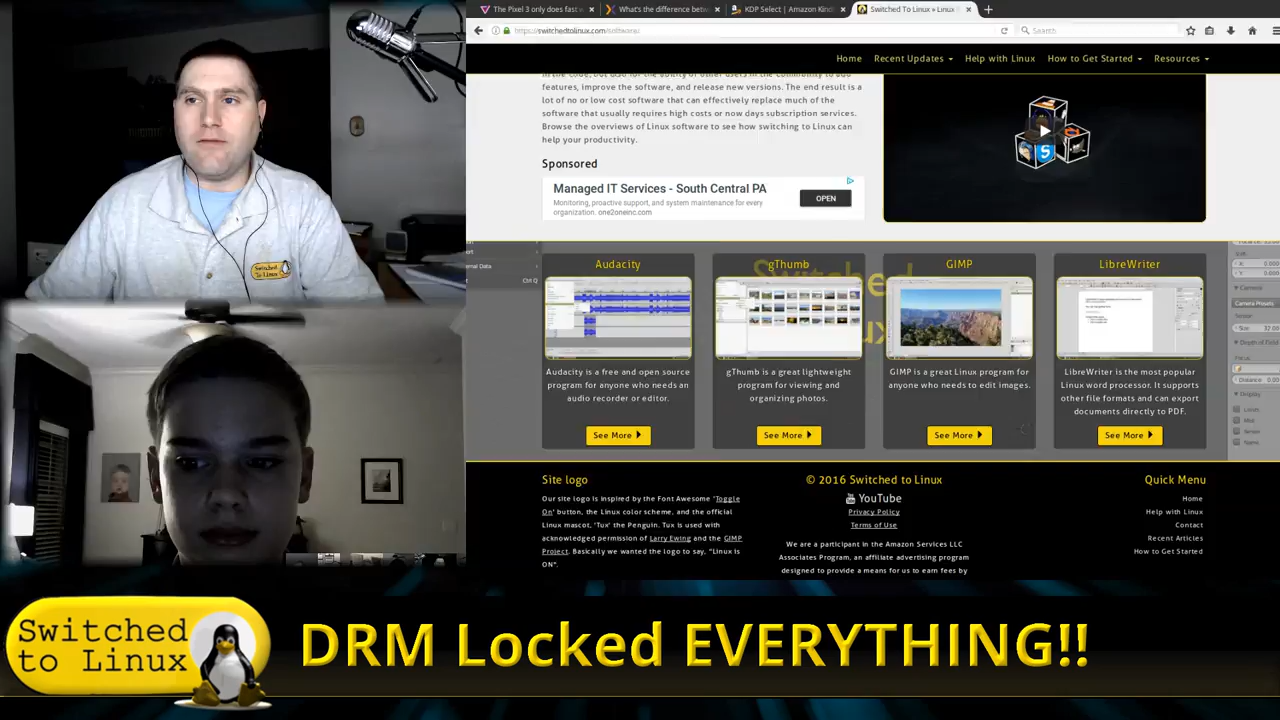 The Pixel 3 only does fast w
What's the difference betw
KDP Select | Amazon Kindl
Switched To Linux » Linux
https://switchedtolinux.com/software/
Search
Home
Recent Updates
Help with Linux
How to Get Started
Resources
features, improve the software, and release new versions. The end result is a
lot of no or low cost software that can effectively replace much of the
software that usually requires high costs or now days subscription services.
Browse the overviews of Linux software to see how switching to Linux can
help your productivity.
Sponsored
Managed IT Services - South Central PA
Monitoring, proactive support, and system maintenance for every
organization. one2oneinc.com
OPEN
Audacity
gThumb
GIMP
LibreWriter
Audacity is a free and open source
program for anyone who needs an
audio recorder or editor.
gThumb is a great lightweight
program for viewing and
organizing photos.
GIMP is a great Linux program for
anyone who needs to edit images.
LibreWriter is the most popular
Linux word processor. It supports
other file formats and can export
documents directly to PDF.
See More
See More
See More
See More
Site logo
Our site logo is inspired by the Font Awesome 'Toggle
On' button, the Linux color scheme, and the official
Linux mascot, 'Tux' the Penguin. Tux is used with
acknowledged permission of Larry Ewing and the GIMP
Project. Basically we wanted the logo to say, "Linux is
ON".
© 2016 Switched to Linux
YouTube
Privacy Policy
Terms of Use
We are a participant in the Amazon Services LLC
Associates Program, an affiliate advertising program
designed to provide a means for us to earn fees by
Quick Menu
Home
Help with Linux
Contact
Recent Articles
How to Get Started
Switched
to Linux
DRM Locked EVERYTHING!!